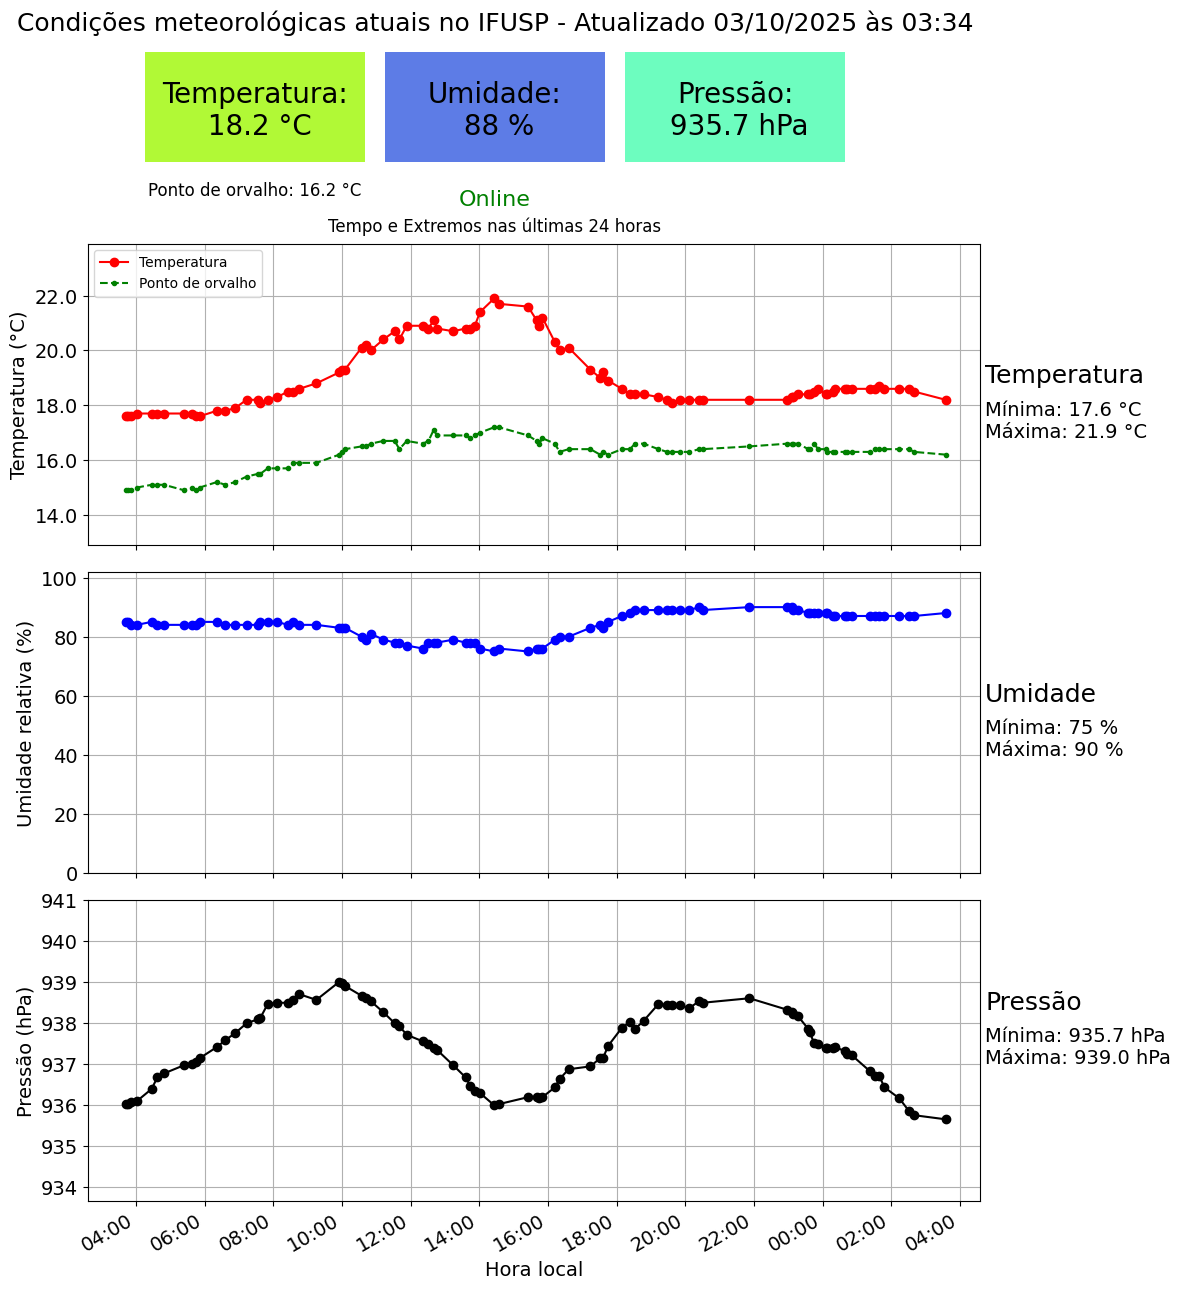 Condições meteorológicas atuais no IFUSP - Atualizado 03/10/2025 às 03:34
Temperatura:
18.2 °C
Umidade:
88 %
Pressão:
935.7 hPa
Ponto de orvalho: 16.2 °C
Online
Tempo e Extremos nas últimas 24 horas
Temperatura
Ponto de orvalho
Temperatura (°C)
22.0
20.0
18.0
16.0
14.0
Temperatura
Mínima: 17.6 °C
Máxima: 21.9 °C
Umidade relativa (%)
100
80
60
40
20
0
Umidade
Mínima: 75 %
Máxima: 90 %
Pressão (hPa)
941
940
939
938
937
936
935
934
Pressão
Mínima: 935.7 hPa
Máxima: 939.0 hPa
04:00
06:00
08:00
10:00
12:00
14:00
16:00
18:00
20:00
22:00
00:00
02:00
04:00
Hora local